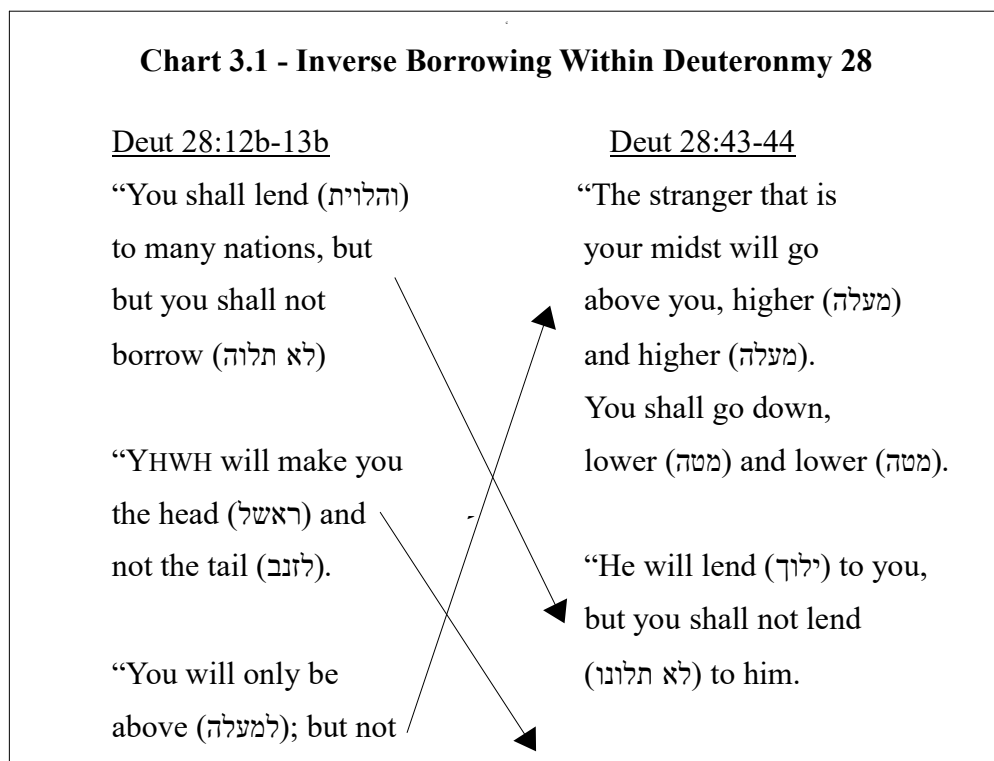 Chart 3.1 - Inverse Borrowing Within Deuteronmy 28
Deut 28:12b-13b
“You shall lend (והלוית)
to many nations, but
but you shall not
borrow (לא תלוה)
“YHWH will make you
the head (ראשל) and
not the tail (לזנב).
“You will only be
above (למעלה); but not
Deut 28:43-44
“The stranger that is
your midst will go
above you, higher (מעלה)
and higher (מעלה).
You shall go down,
lower (מטה) and lower (מטה).
“He will lend (ילוך) to you,
but you shall not lend
(לא תלונו) to him.